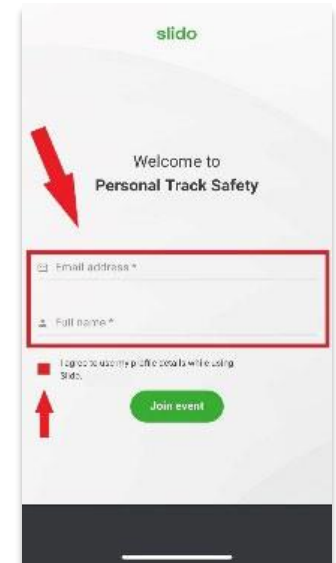 slido
Welcome to
Personal Track Safety
Email address *
Full name *
I agree to use my profile details while using
Slido.
Join event